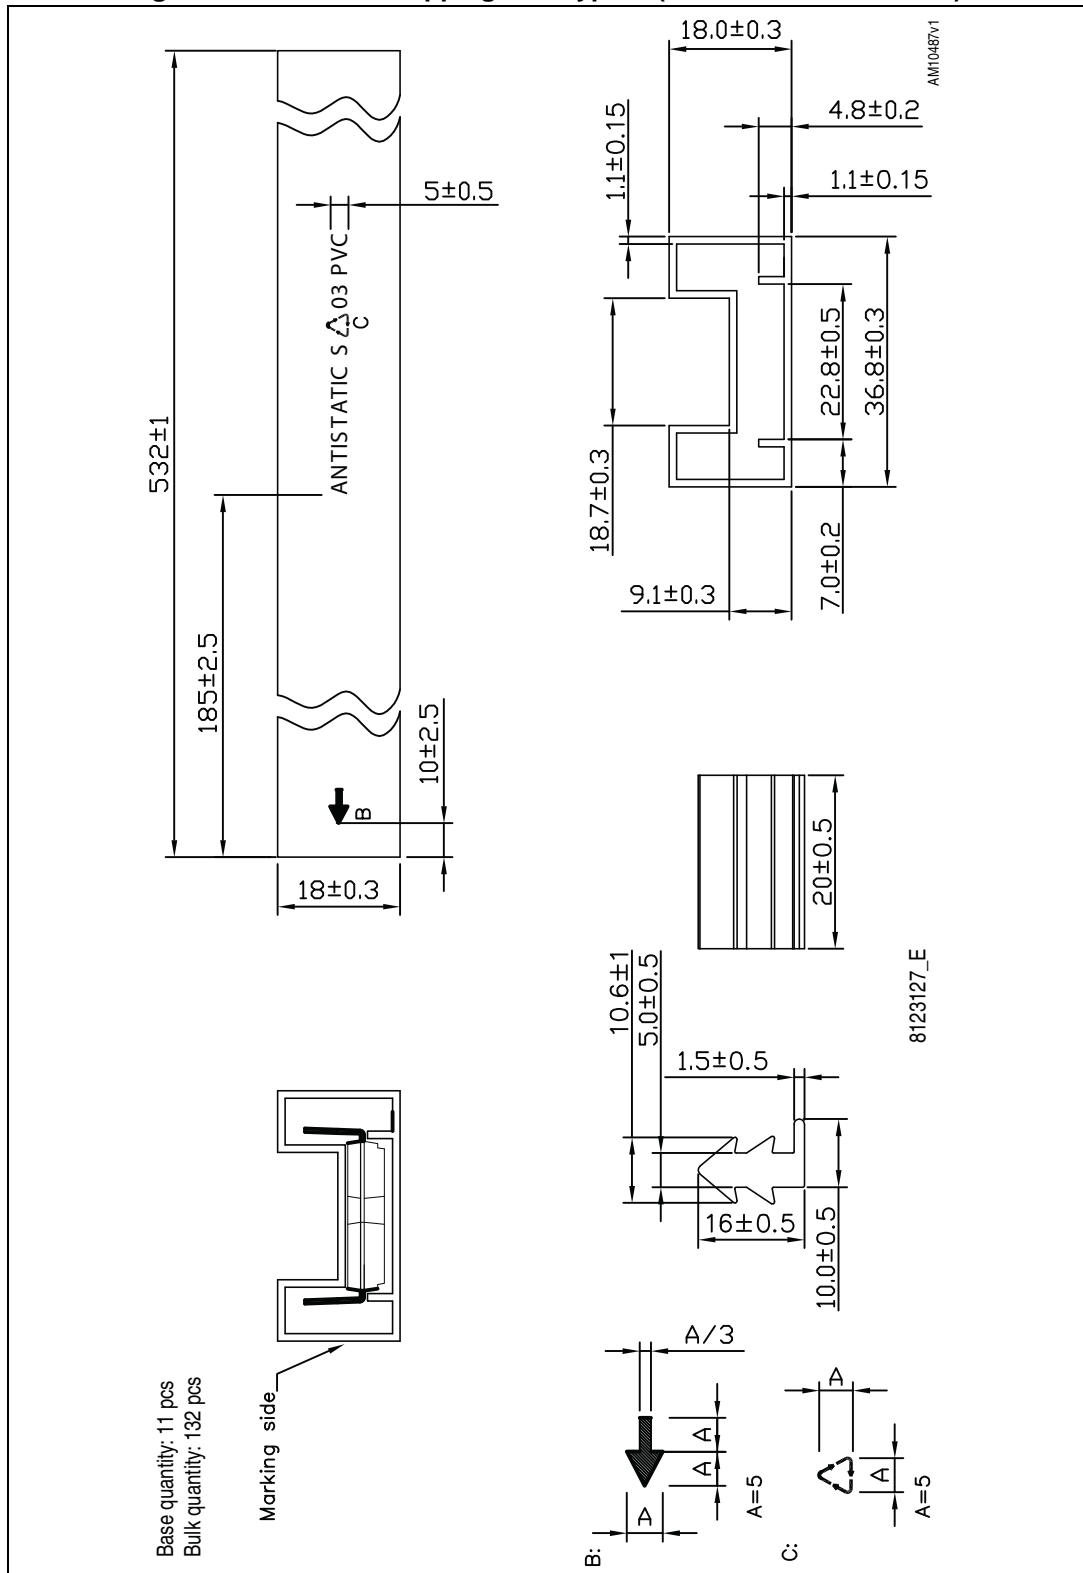 AM10487v1
18.0±0.3
4.8±0.2
1.1±0.15
1.1±0.15
5±0.5
ANTISTATIC S 03 PVC
C
532±1
185±2.5
10±2.5
B
18±0.3
22.8±0.5
36.8±0.3
18.7±0.3
9.1±0.3
7.0±0.2
20±0.5
8123127_E
10.6±1
5.0±0.5
1.5±0.5
16±0.5
10.0±0.5
Base quantity: 11 pcs
Bulk quantity: 132 pcs
Marking side
B:
A/3
A
A
A
A=5
C:
A
A
A=5